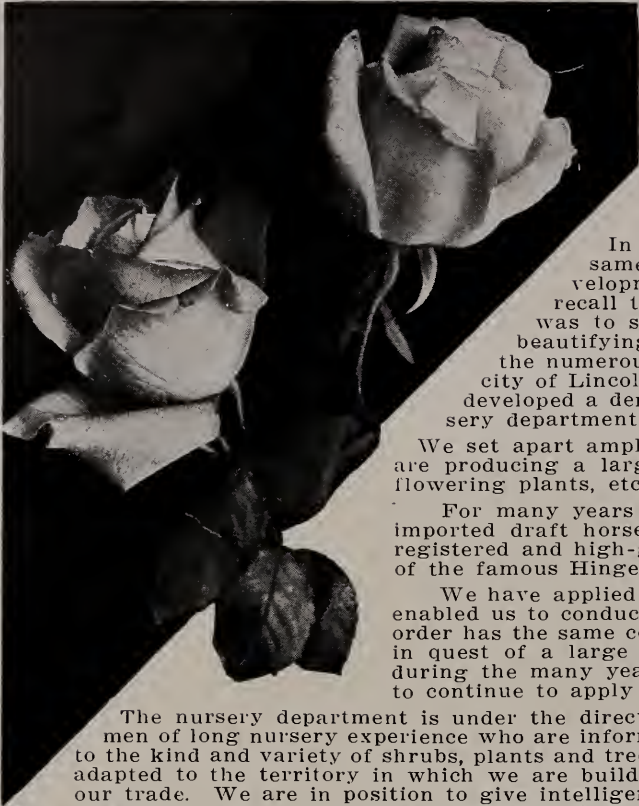 In
same
velopr
recall t
was to s
beautifying
the numerou
city of Lincol
developed a der
sery department
We set apart ampl
are producing a larg
flowering plants, etc
For many years
imported draft horse
registered and high-
of the famous Hinge
We have applied
enabled us to conduc
order has the same c
in quest of a large
during the many yea
to continue to apply
The nursery department is under the direc
men of long nursery experience who are infor
to the kind and variety of shrubs, plants and tre
adapted to the territory in which we are build
our trade. We are in position to give intellige